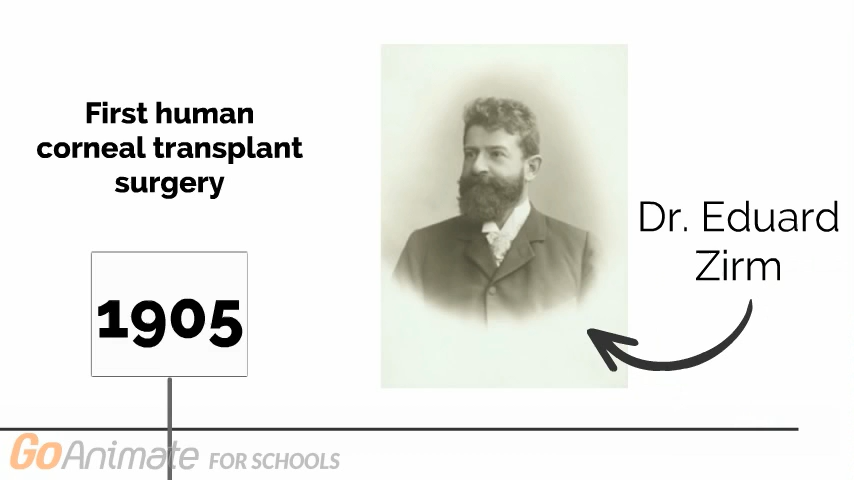 First human
corneal transplant
surgery
1905
Dr. Eduard
Zirm
GoAnimate FOR SCHOOLS